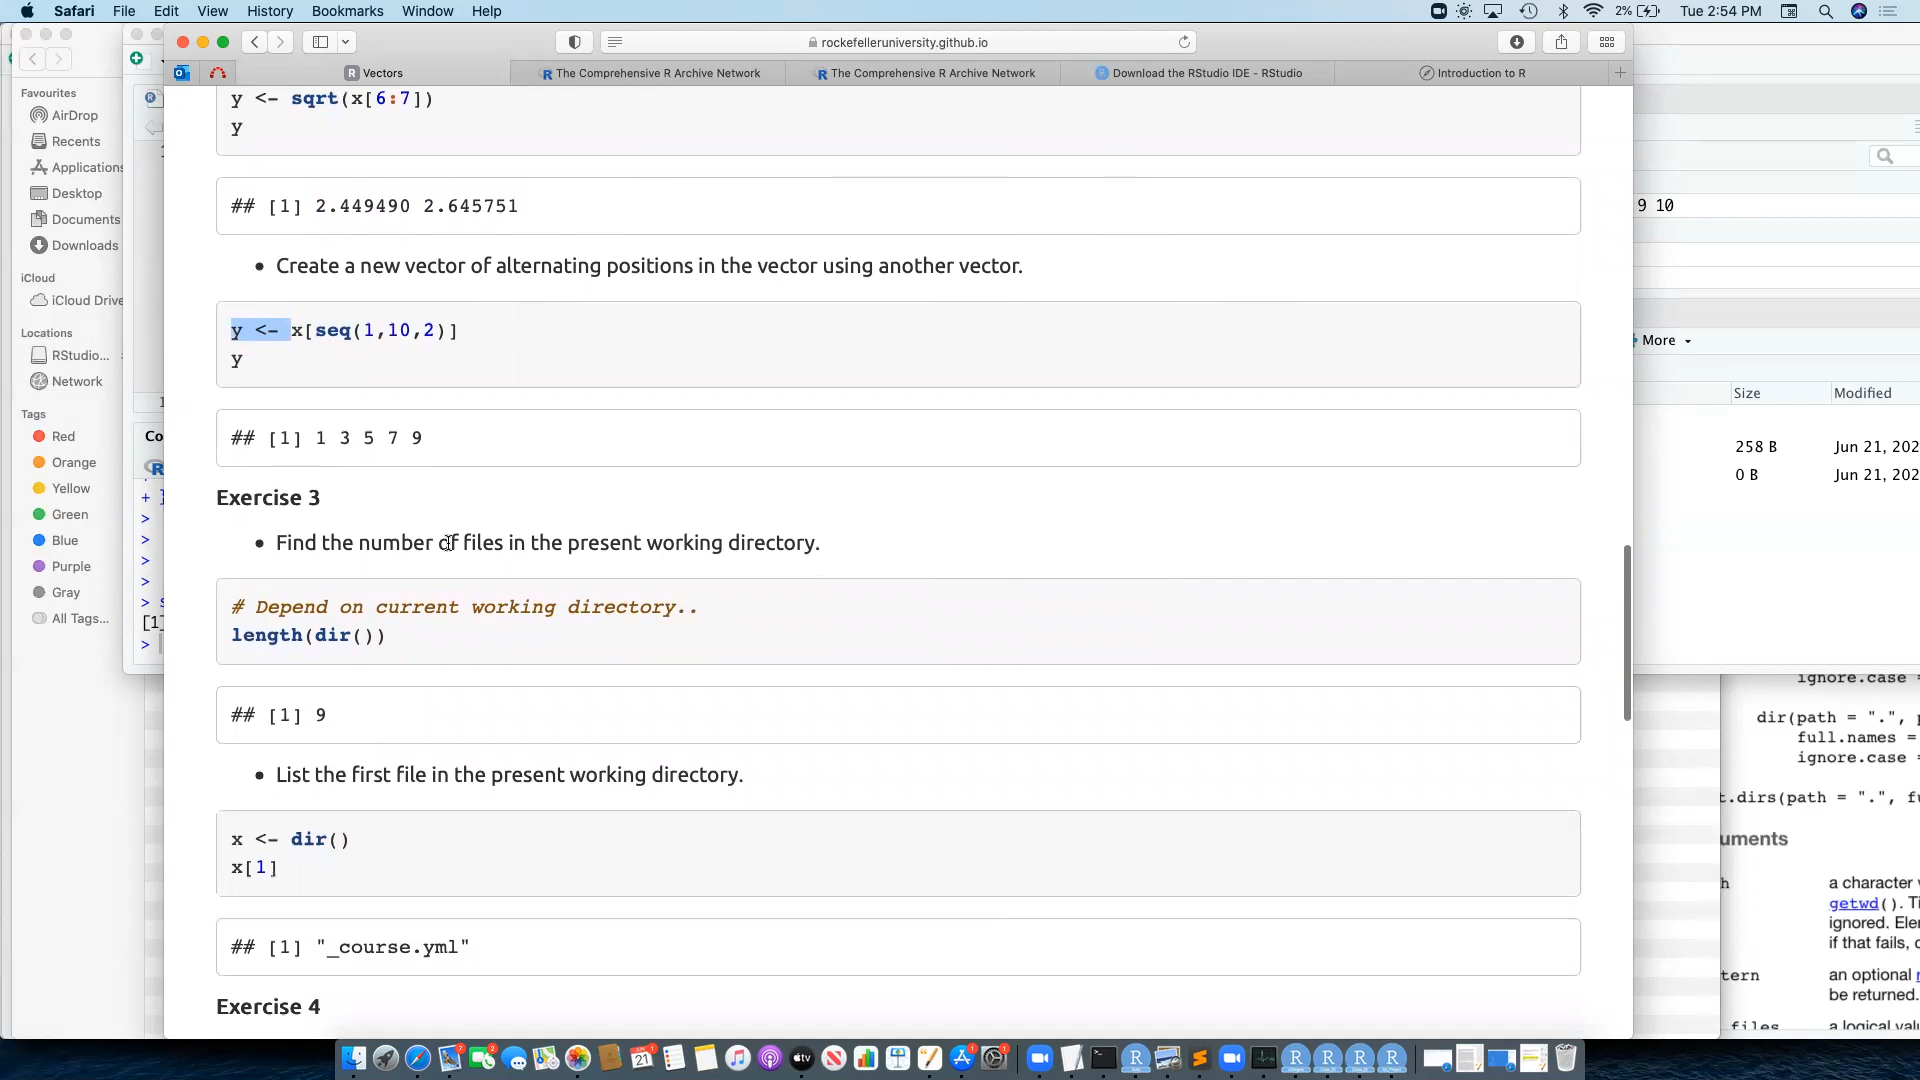 Safari File Edit View History Bookmarks Window Help 2% Tue 2:54 PM
rockefelleruniversity.github.io
Vectors The Comprehensive R Archive Network The Comprehensive R Archive Network Download the RStudio IDE - RStudio Introduction to R
Favourites
AirDrop
Recents
Applications
Desktop
Documents
Downloads
iCloud
iCloud Drive
Locations
RStudio...
Network
Tags
Red
Orange
Yellow
Green
Blue
Purple
Gray
All Tags...
Co
+
>
>
>
>
>
[1]
>
y <- sqrt(x[6:7])
y
## [1] 2.449490 2.645751
• Create a new vector of alternating positions in the vector using another vector.
y <- x[seq(1,10,2)]
y
## [1] 1 3 5 7 9
Exercise 3
• Find the number of files in the present working directory.
# Depend on current working directory..
length(dir())
## [1] 9
• List the first file in the present working directory.
x <- dir()
x[1]
## [1] "_course.yml"
Exercise 4
9 10
More
Size Modified
258 B Jun 21, 202
0 B Jun 21, 202
ignore.case =
dir(path = ".", p
full.names =
ignore.case =
t.dirs(path = ".", fu
uments
h a character v
getwd(). Ti
ignored. Elen
if that fails, o
tern an optional r
be returned.
files a logical valu